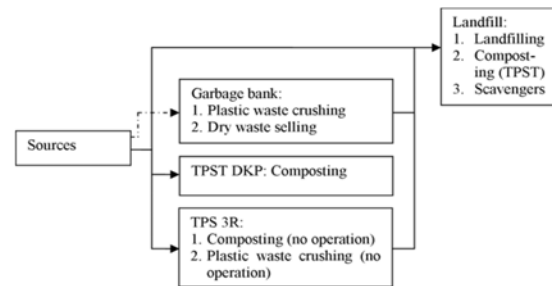 Landfill:
1. Landfilling
2. Compost-
ing (TPST)
3. Scavengers
Garbage bank:
1. Plastic waste crushing
2. Dry waste selling
Sources
TPST DKP: Composting
TPS 3R:
1. Composting (no operation)
2. Plastic waste crushing (no
operation)